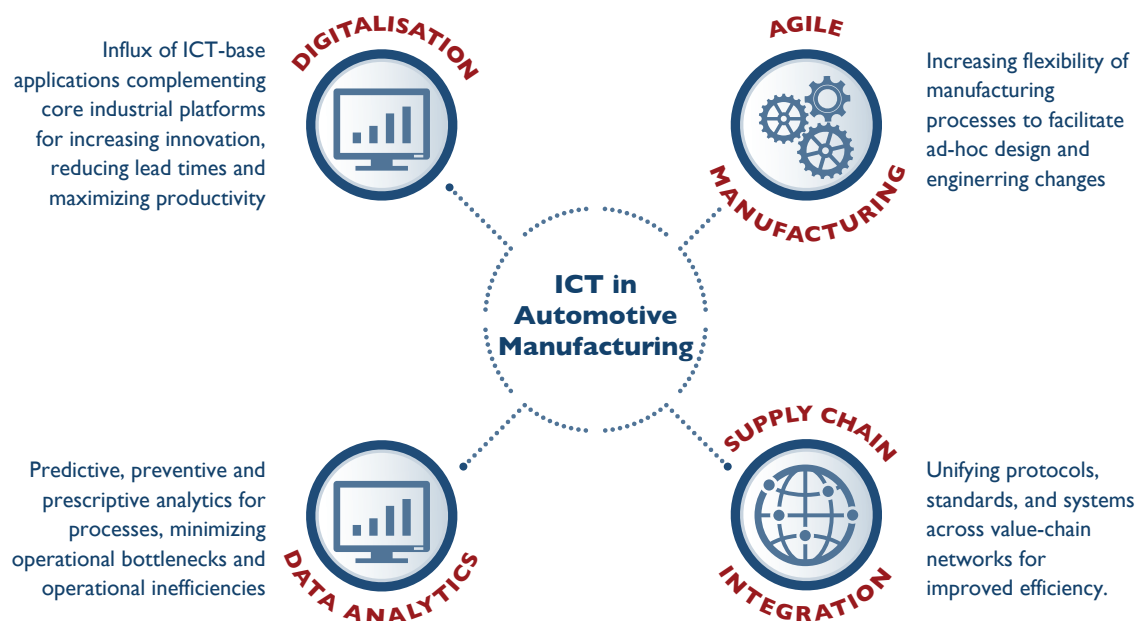 DIGITALISATION
Influx of ICT-base
applications complementing
core industrial platforms
for increasing innovation,
reducing lead times and
maximizing productivity
AGILE
MANUFACTURING
Increasing flexibility of
manufacturing
processes to facilitate
ad-hoc design and
enginerring changes
ICT in
Automotive
Manufacturing
Predictive, preventive and
prescriptive analytics for
processes, minimizing
operational bottlenecks and
operational inefficiencies
DATA ANALYTICS
SUPPLY CHAIN
INTEGRATION
Unifying protocols,
standards, and systems
across value-chain
networks for
improved efficiency.